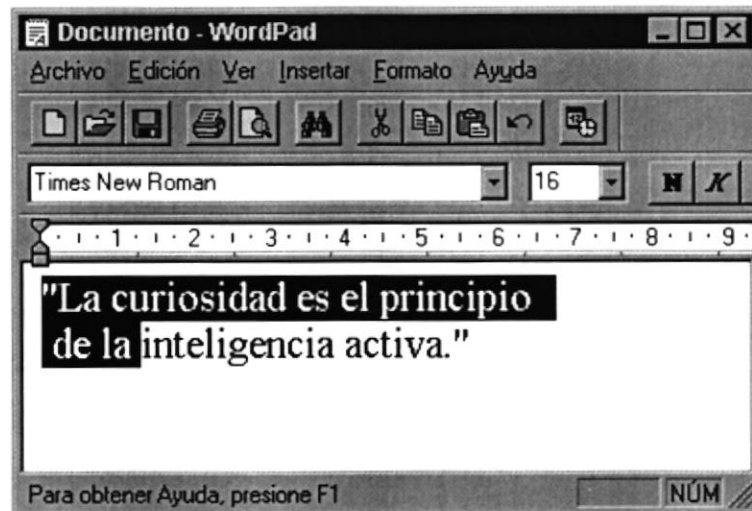 Documento - WordPad
Archivo Edición Ver Insertar Formato Ayuda
Times New Roman 16 N K
1 2 3 4 5 6 7 8 9
"La curiosidad es el principio
de la inteligencia activa."
Para obtener Ayuda, presione F1 NÚM